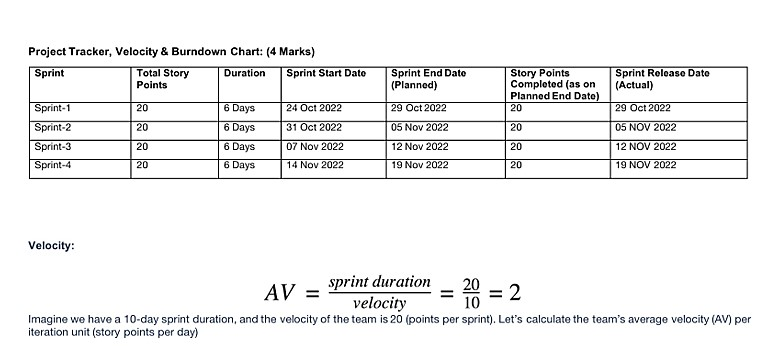 Project Tracker, Velocity & Burndown Chart: (4 Marks)
Sprint Total Story Points Duration Sprint Start Date Sprint End Date (Planned) Story Points Completed (as on Planned End Date) Sprint Release Date (Actual)
Sprint-1 20 6 Days 24 Oct 2022 29 Oct 2022 20 29 Oct 2022
Sprint-2 20 6 Days 31 Oct 2022 05 Nov 2022 20 05 NOV 2022
Sprint-3 20 6 Days 07 Nov 2022 12 Nov 2022 20 12 NOV 2022
Sprint-4 20 6 Days 14 Nov 2022 19 Nov 2022 20 19 NOV 2022
Velocity:
AV = sprint duration / velocity = 20 / 10 = 2
Imagine we have a 10-day sprint duration, and the velocity of the team is 20 (points per sprint). Let's calculate the team's average velocity (AV) per
iteration unit (story points per day)